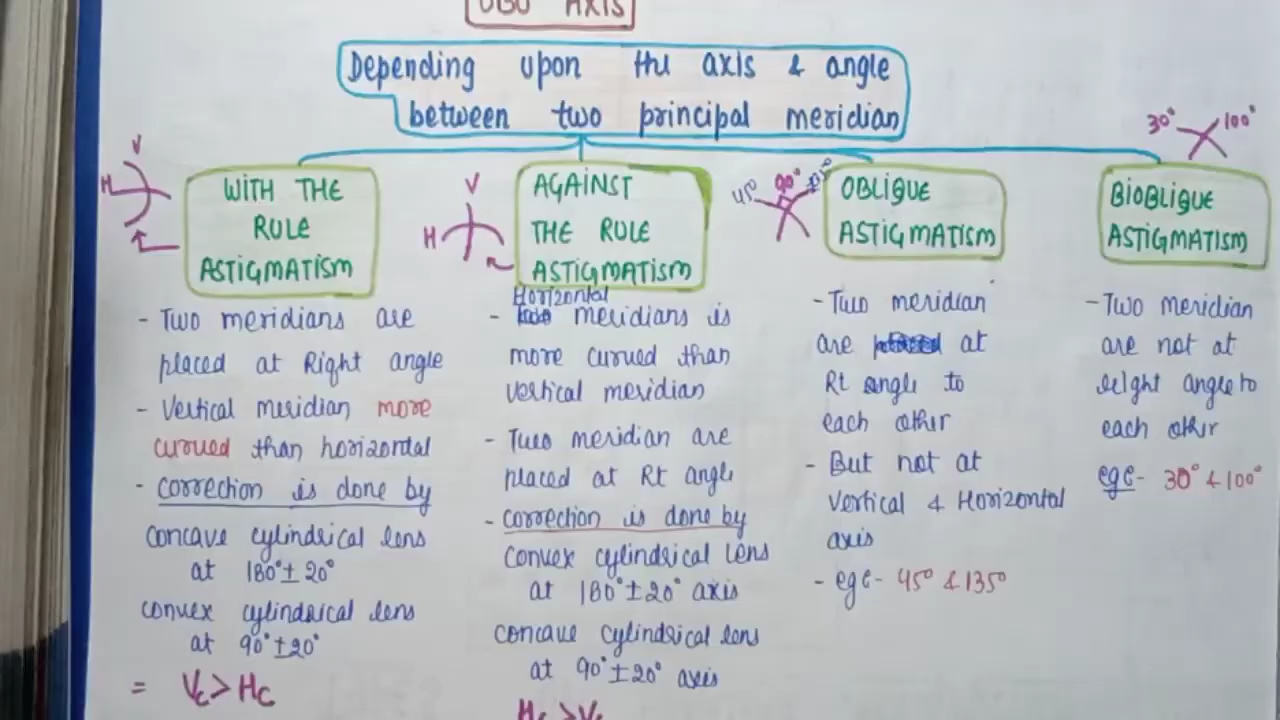 AXIS
Depending upon the axis & angle
between two principal meridian
V
H
WITH THE
RULE
ASTIGMATISM
- Two meridians are
placed at Right angle
- Vertical meridian more
curved than horizontal
- correction is done by
concave cylindrical lens
at 180° ± 20°
convex cylindrical lens
at 90° ± 20°
= Vc > Hc
V
H
AGAINST
THE RULE
ASTIGMATISM
Horizontal
- meridians is
more curved than
vertical meridian
- Two meridian are
placed at Rt angle
- correction is done by
convex cylindrical lens
at 180° ± 20° axis
concave cylindrical lens
at 90° ± 20° axis
Hc > Vc
45° 90° 135°
OBLIQUE
ASTIGMATISM
- Two meridian
are at
Rt angle to
each other
- But not at
vertical & Horizontal
axis
- eg:- 45° & 135°
30° 100°
BIOBLIQUE
ASTIGMATISM
- Two meridian
are not at
right angle to
each other
eg:- 30° & 100°